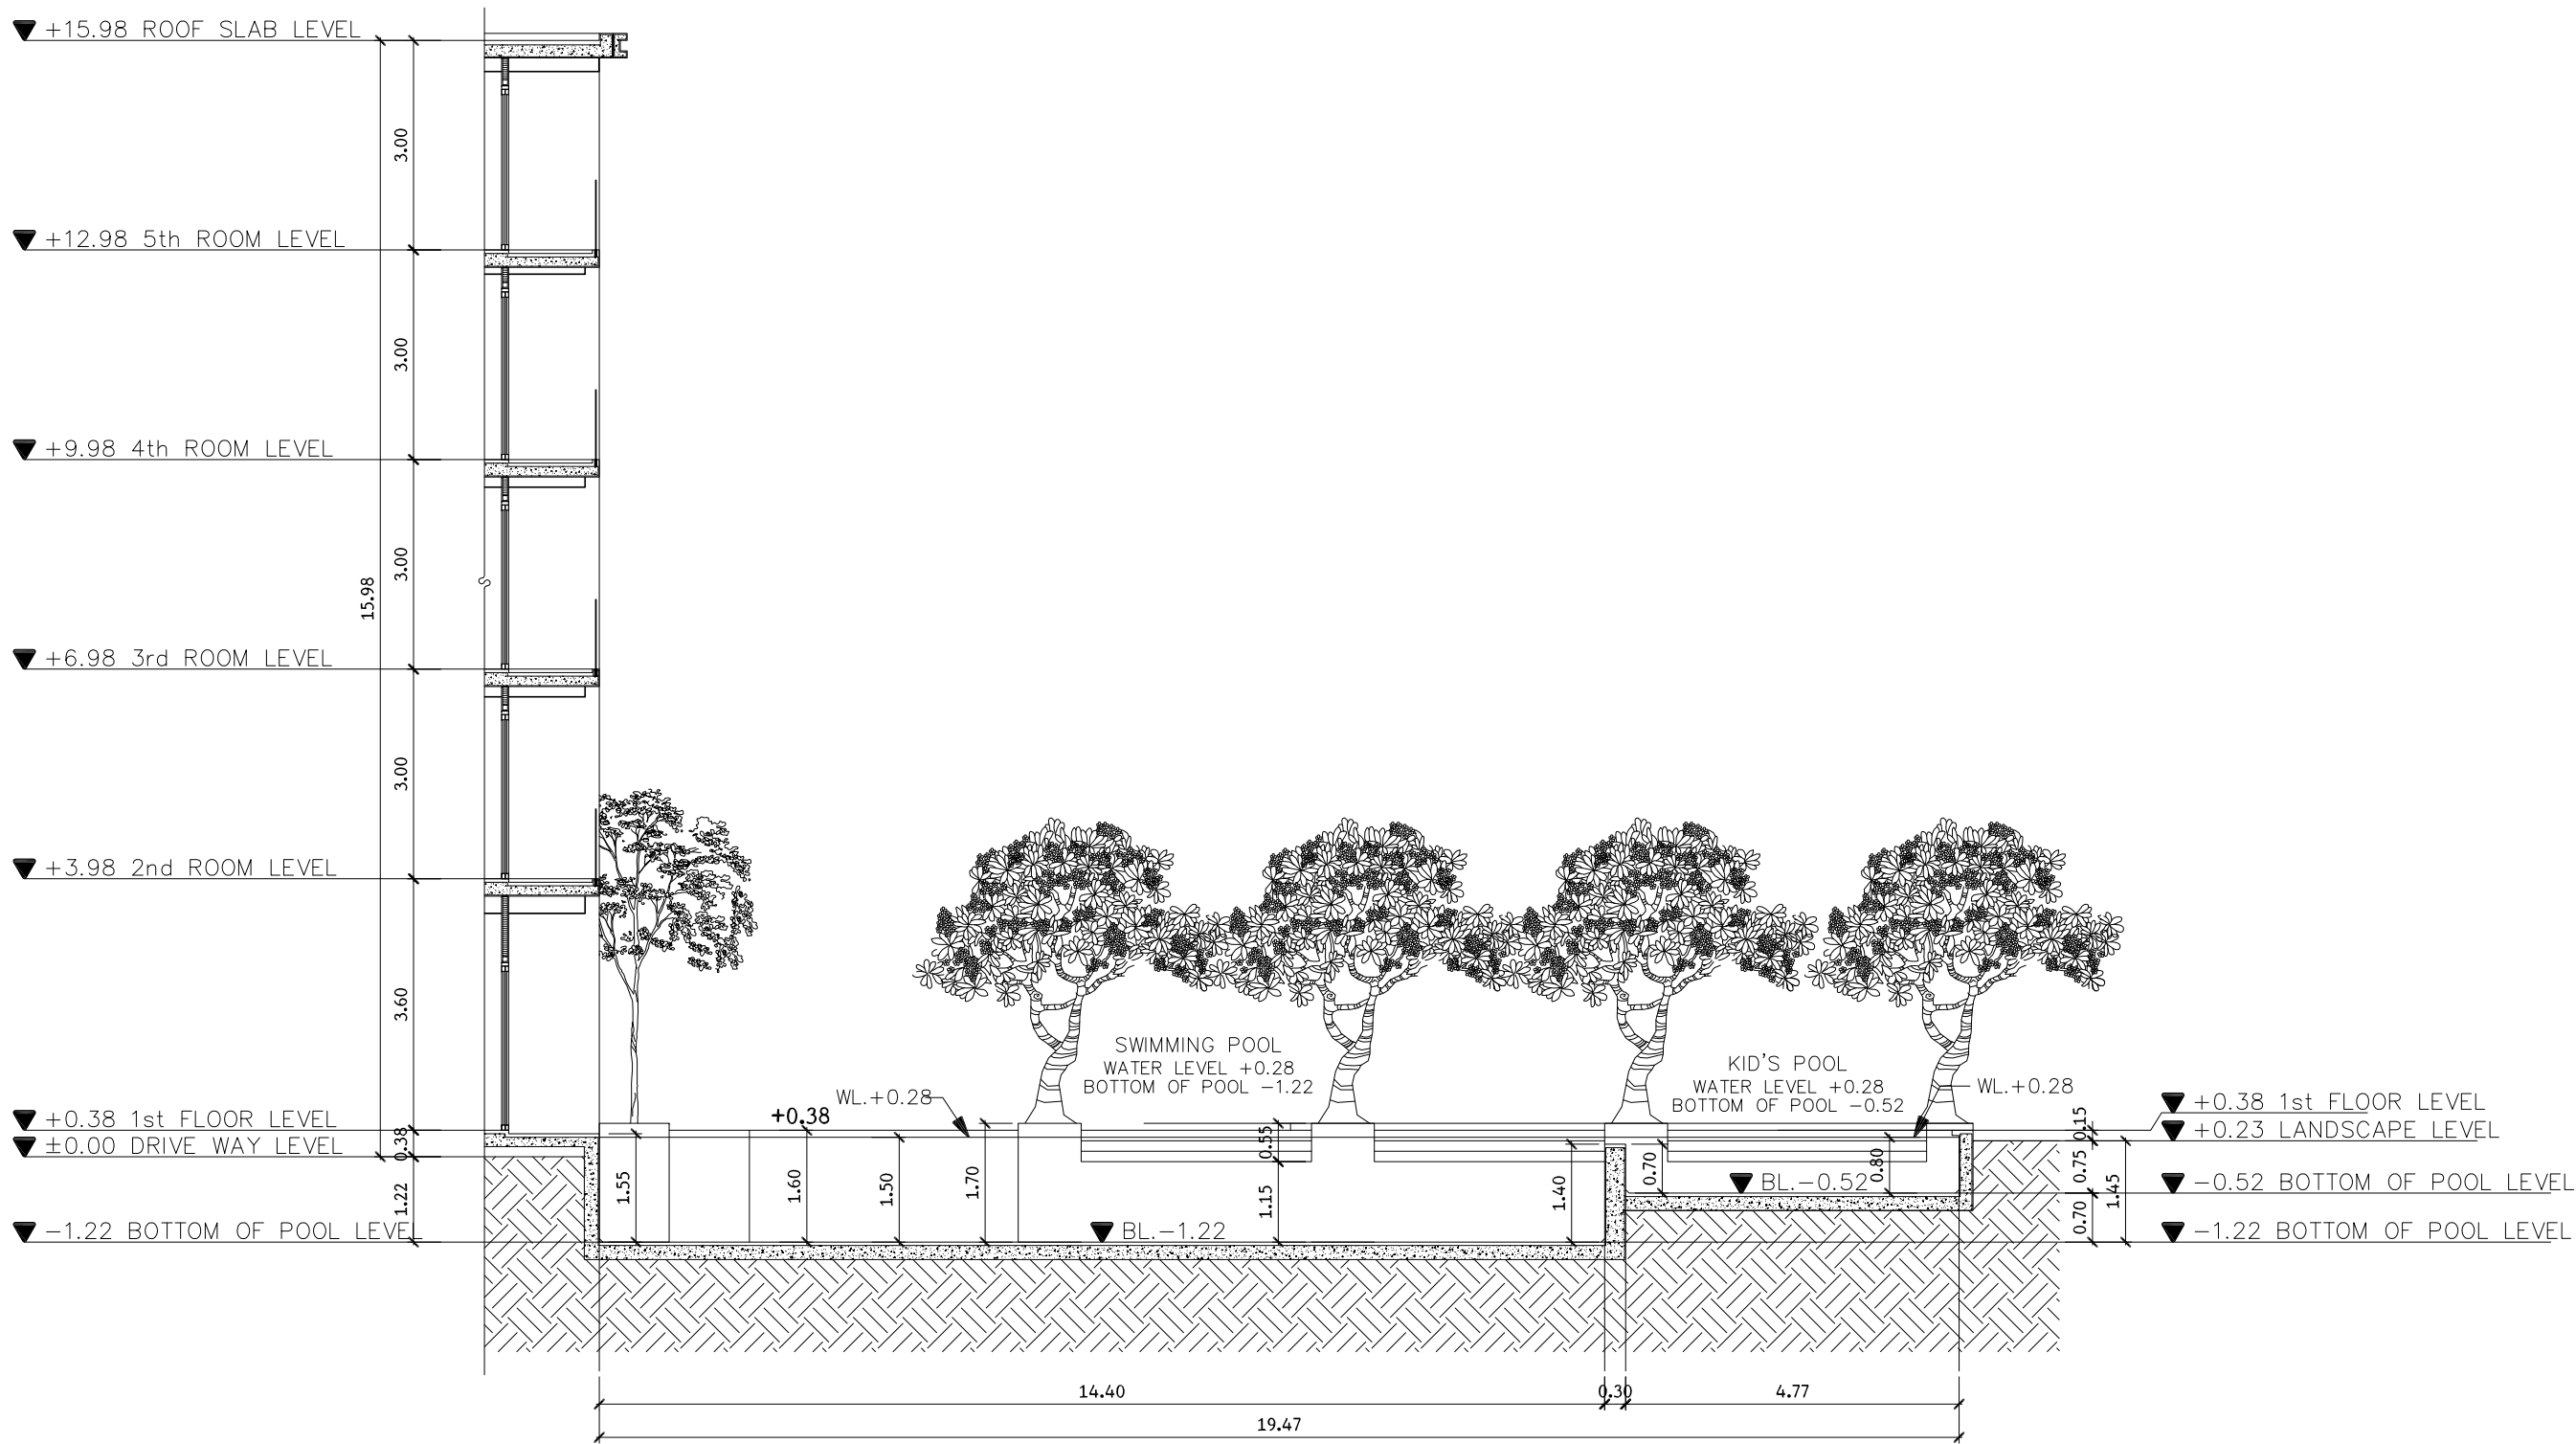 +15.98 ROOF SLAB LEVEL
3.00
+12.98 5th ROOM LEVEL
3.00
+9.98 4th ROOM LEVEL
3.00
15.98
+6.98 3rd ROOM LEVEL
3.00
+3.98 2nd ROOM LEVEL
3.60
+0.38 1st FLOOR LEVEL
0.38
±0.00 DRIVE WAY LEVEL
1.22
-1.22 BOTTOM OF POOL LEVEL
SWIMMING POOL
WATER LEVEL +0.28
BOTTOM OF POOL -1.22
KID'S POOL
WATER LEVEL +0.28
BOTTOM OF POOL -0.52
WL.+0.28
WL.+0.28
+0.38
1.55
1.60
1.50
1.70
0.55
1.15
1.40
0.70
0.80
BL.-0.52
BL.-1.22
0.15
0.75
0.70
1.45
+0.38 1st FLOOR LEVEL
+0.23 LANDSCAPE LEVEL
-0.52 BOTTOM OF POOL LEVEL
-1.22 BOTTOM OF POOL LEVEL
14.40
0.30
4.77
19.47